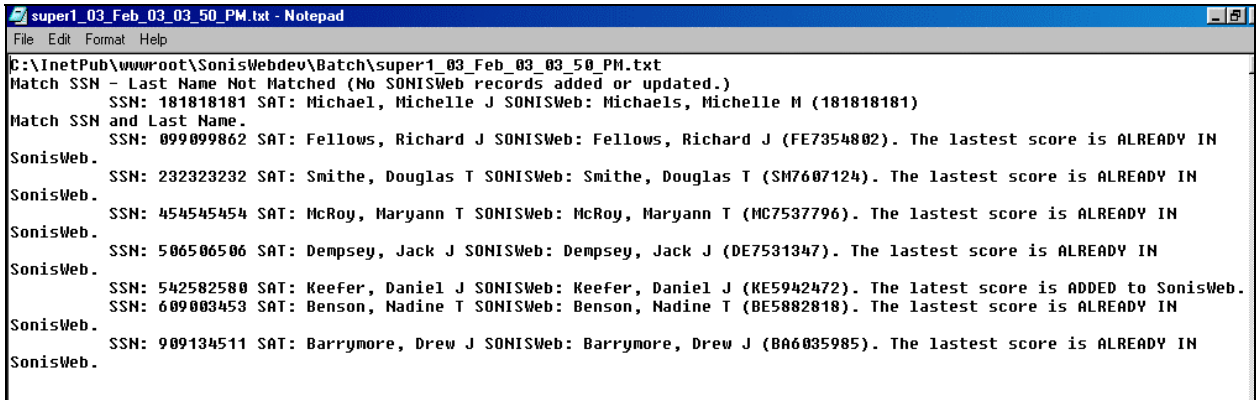 super1_03_Feb_03_03_50_PM.txt - Notepad
File Edit Format Help
C:\InetPub\wwwroot\SonisWebdev\Batch\super1_03_Feb_03_03_50_PM.txt
Match SSN - Last Name Not Matched (No SONISWeb records added or updated.)
SSN: 181818181 SAT: Michael, Michelle J SONISWeb: Michaels, Michelle M (181818181)
Match SSN and Last Name.
SSN: 099099862 SAT: Fellows, Richard J SONISWeb: Fellows, Richard J (FE7354802). The lastest score is ALREADY IN
SonisWeb.
SSN: 232323232 SAT: Smithe, Douglas T SONISWeb: Smithe, Douglas T (SM7607124). The lastest score is ALREADY IN
SonisWeb.
SSN: 454545454 SAT: McRoy, Maryann T SONISWeb: McRoy, Maryann T (MC7537796). The lastest score is ALREADY IN
SonisWeb.
SSN: 506506506 SAT: Dempsey, Jack J SONISWeb: Dempsey, Jack J (DE7531347). The lastest score is ALREADY IN
SonisWeb.
SSN: 542582580 SAT: Keefer, Daniel J SONISWeb: Keefer, Daniel J (KE5942472). The latest score is ADDED to SonisWeb.
SSN: 609003453 SAT: Benson, Nadine T SONISWeb: Benson, Nadine T (BE5882818). The lastest score is ALREADY IN
SonisWeb.
SSN: 909134511 SAT: Barrymore, Drew J SONISWeb: Barrymore, Drew J (BA6035985). The lastest score is ALREADY IN
SonisWeb.